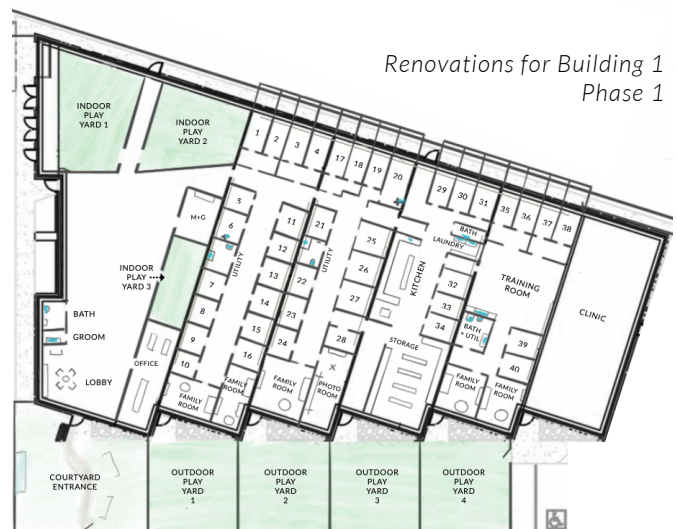 Renovations for Building 1
Phase 1
INDOOR
PLAY
YARD 1
INDOOR
PLAY
YARD 2
1
2
3
4
17
18
19
20
29
30
31
35
36
37
38
5
6
M+G
UTILITY
11
12
13
14
15
16
7
8
9
10
21
UTILITY
22
23
24
25
26
27
28
BATH
LAUNDRY
KITCHEN
32
33
34
STORAGE
TRAINING
ROOM
BATH
+ UTIL
39
40
CLINIC
INDOOR
PLAY
YARD 3
BATH
GROOM
LOBBY
OFFICE
FAMILY
ROOM
FAMILY
ROOM
FAMILY
ROOM
PHOTO
ROOM
FAMILY
ROOM
FAMILY
ROOM
COURTYARD
ENTRANCE
OUTDOOR
PLAY
YARD
1
OUTDOOR
PLAY
YARD
2
OUTDOOR
PLAY
YARD
3
OUTDOOR
PLAY
YARD
4